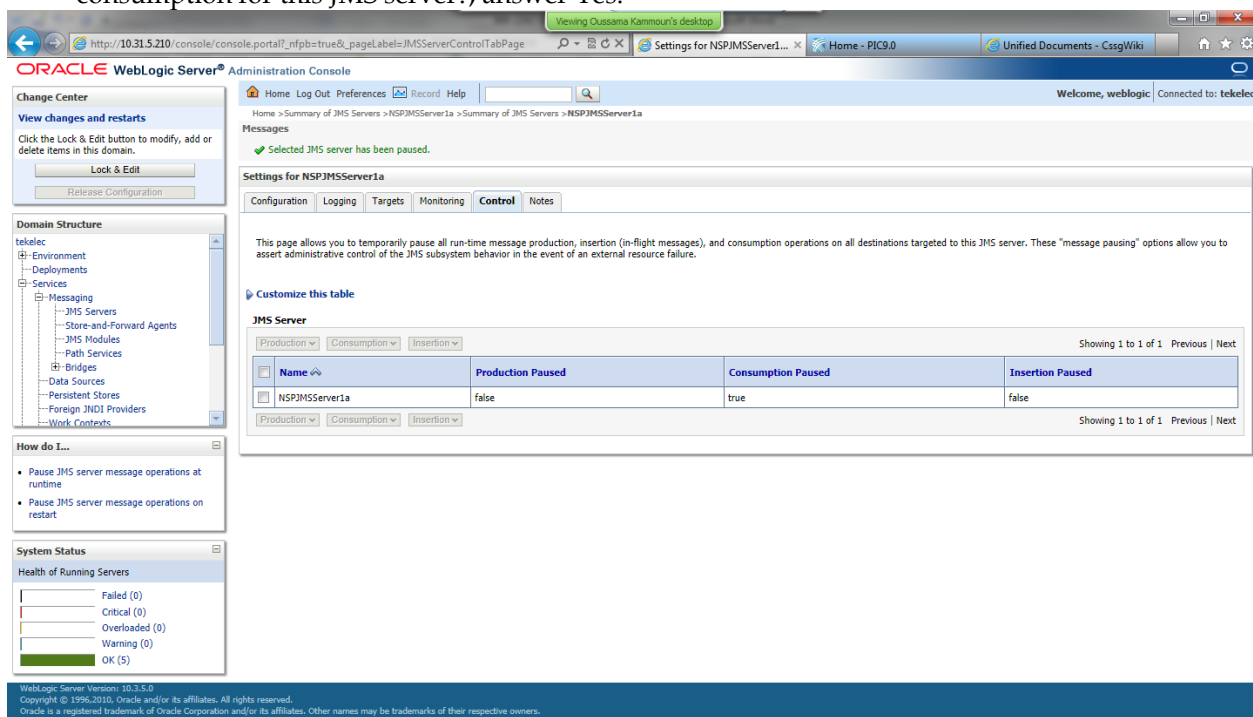 consumption for this JMS server?) answer Yes.
Viewing Oussama Kammoun's desktop
http://10.31.5.210/console/console.portal?_nfpb=true&_pageLabel=JMSServerControlTabPage
Settings for NSPJMSServer1...
Home - PIC9.0
Unified Documents - CssgWiki
ORACLE WebLogic Server® Administration Console
Change Center
View changes and restarts
Click the Lock & Edit button to modify, add or
delete items in this domain.
Lock & Edit
Release Configuration
Domain Structure
tekelec
Environment
Deployments
Services
Messaging
JMS Servers
Store-and-Forward Agents
JMS Modules
Path Services
Bridges
Data Sources
Persistent Stores
Foreign JNDI Providers
Work Contexts
How do I...
Pause JMS server message operations at
runtime
Pause JMS server message operations on
restart
System Status
Health of Running Servers
Failed (0)
Critical (0)
Overloaded (0)
Warning (0)
OK (5)
Home Log Out Preferences Record Help
Welcome, weblogic Connected to: tekelec
Home >Summary of JMS Servers >NSPJMSServer1a >Summary of JMS Servers >NSPJMSServer1a
Messages
Selected JMS server has been paused.
Settings for NSPJMSServer1a
Configuration Logging Targets Monitoring Control Notes
This page allows you to temporarily pause all run-time message production, insertion (in-flight messages), and consumption operations on all destinations targeted to this JMS server. These "message pausing" options allow you to
assert administrative control of the JMS subsystem behavior in the event of an external resource failure.
Customize this table
JMS Server
Production Consumption Insertion
Showing 1 to 1 of 1 Previous | Next
Name Production Paused Consumption Paused Insertion Paused
NSPJMSServer1a false true false
Production Consumption Insertion
Showing 1 to 1 of 1 Previous | Next
WebLogic Server Version: 10.3.5.0
Copyright © 1996,2010, Oracle and/or its affiliates. All rights reserved.
Oracle is a registered trademark of Oracle Corporation and/or its affiliates. Other names may be trademarks of their respective owners.